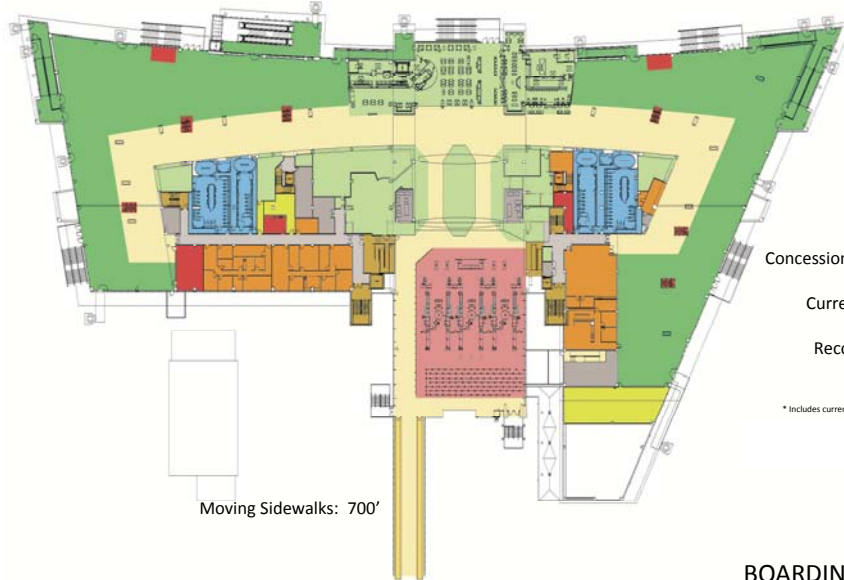 Concession
Curre
Reco
* Includes curren
Moving Sidewalks: 700’
BOARDIN